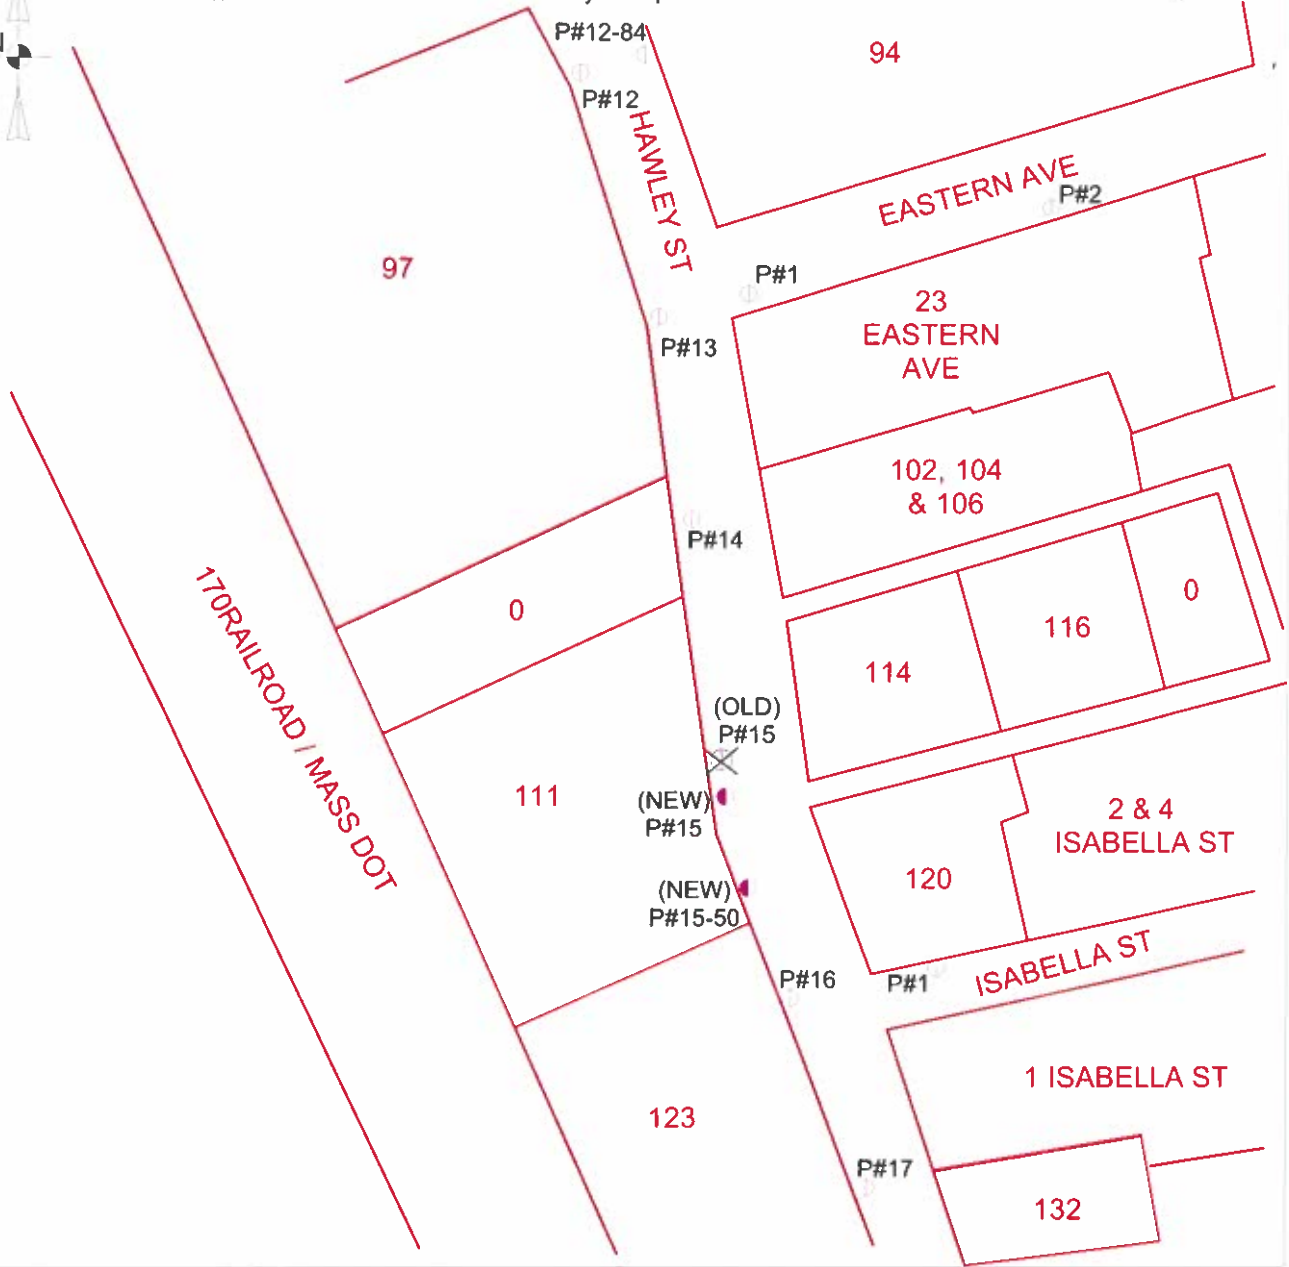 P#12-84
94
P#12
HAWLEY ST
EASTERN AVE
P#2
97
P#1
23
EASTERN
AVE
P#13
102, 104
& 106
P#14
0
0
116
114
170RAILROAD / MASS DOT
(OLD)
P#15
111
(NEW)
P#15
2 & 4
ISABELLA ST
120
(NEW)
P#15-50
ISABELLA ST
P#16
P#1
1 ISABELLA ST
123
P#17
132